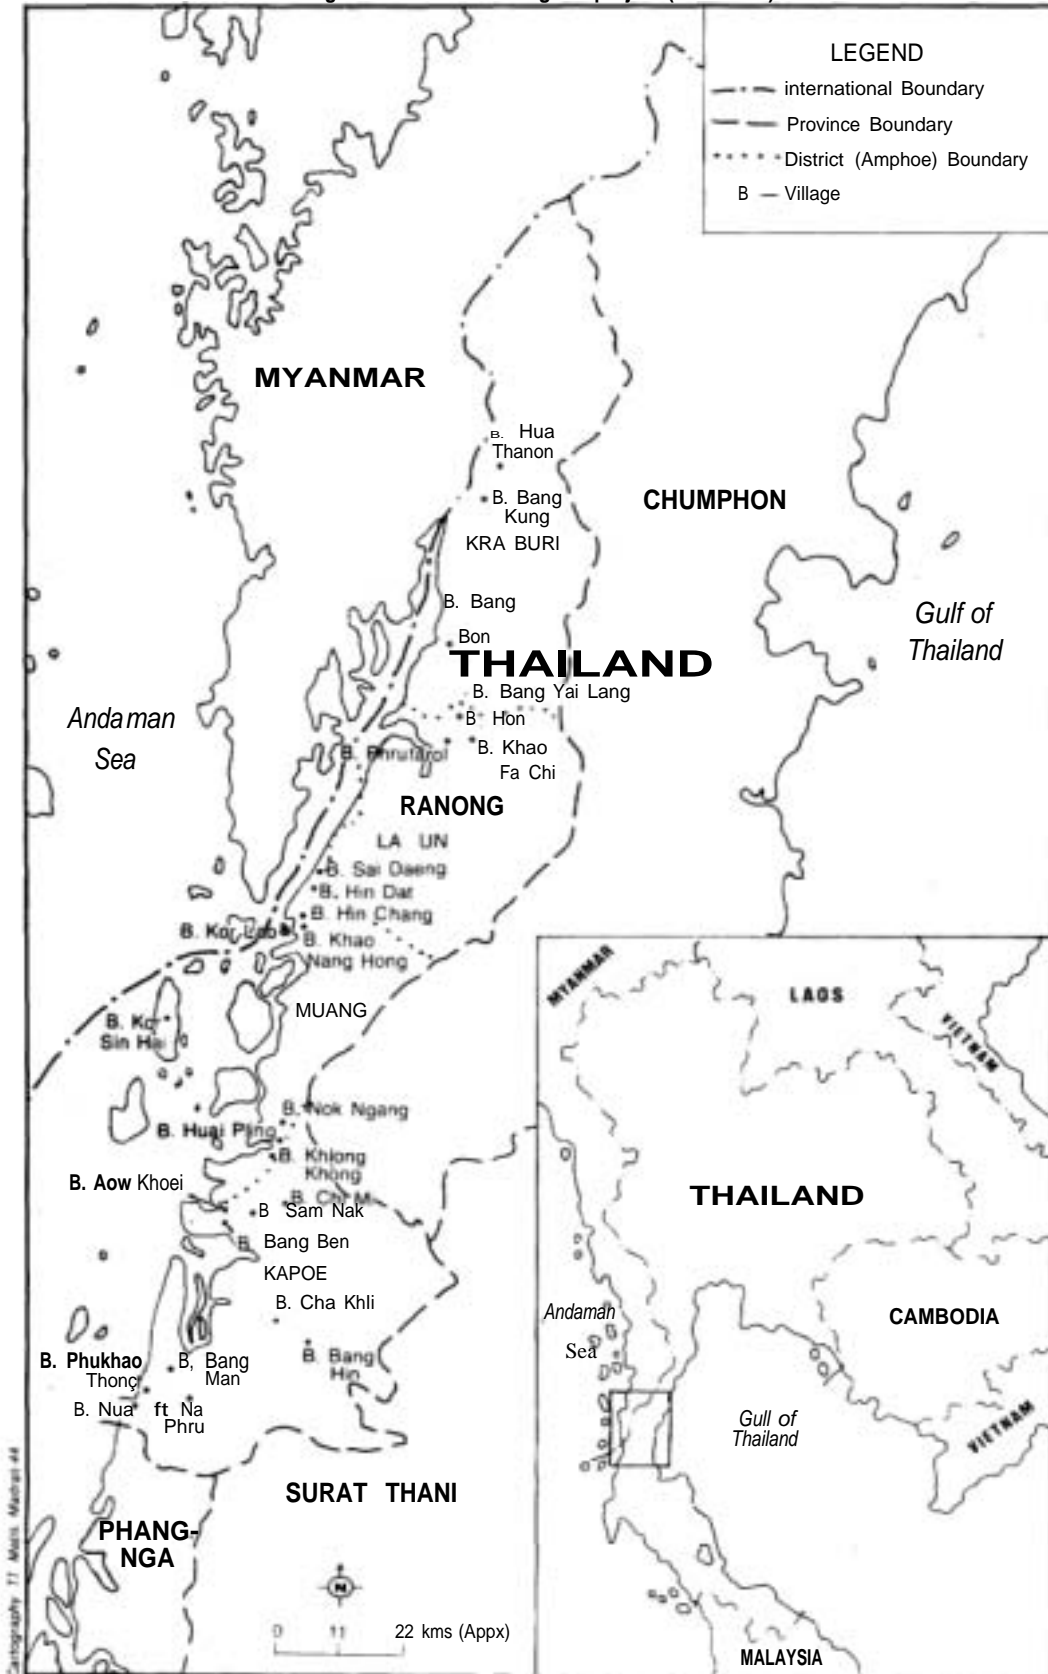 LEGEND
international Boundary
Province Boundary
District (Amphoe) Boundary
B — Village
MYANMAR
B. Hua
Thanon
B. Bang
Kung
CHUMPHON
KRA BURI
B. Bang
Bon
THAILAND
Gulf of
Thailand
B. Bang Yai Lang
B Hon
Andaman
Sea
B. Khao
Fa Chi
RANONG
LA UN
B. Sai Daeng
B. Hin Dat
B. Hin Chang
B. Khao
Nang Hong
MUANG
Sin Hai
B. Nok Ngang
B. Huai
B. Khlong
Khong
B. Aow Khoei
B Sam Nak
B. Bang Ben
KAPOE
B. Cha Khli
B. Phukhao
Thonç
B, Bang
Man
B. Bang
Hin
B. Nua
ft Na
Phru
SURAT THANI
PHANG-
NGA
N
0 11 22 kms (Appx)
MYANMAR
LAOS
VIETNAM
THAILAND
CAMBODIA
Andaman
Sea
Gull of
Thailand
VIETNAM
MALAYSIA